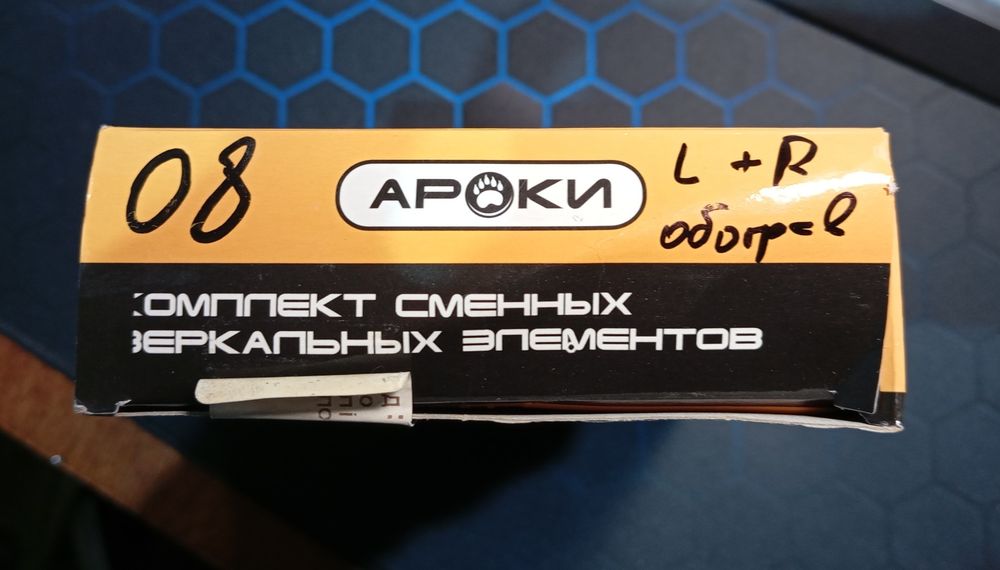 08
АРОКИ
L + R
обогрев
КОМПЛЕКТ СМЕННЫХ
ЗЕРКАЛЬНЫХ ЭЛЕМЕНТОВ